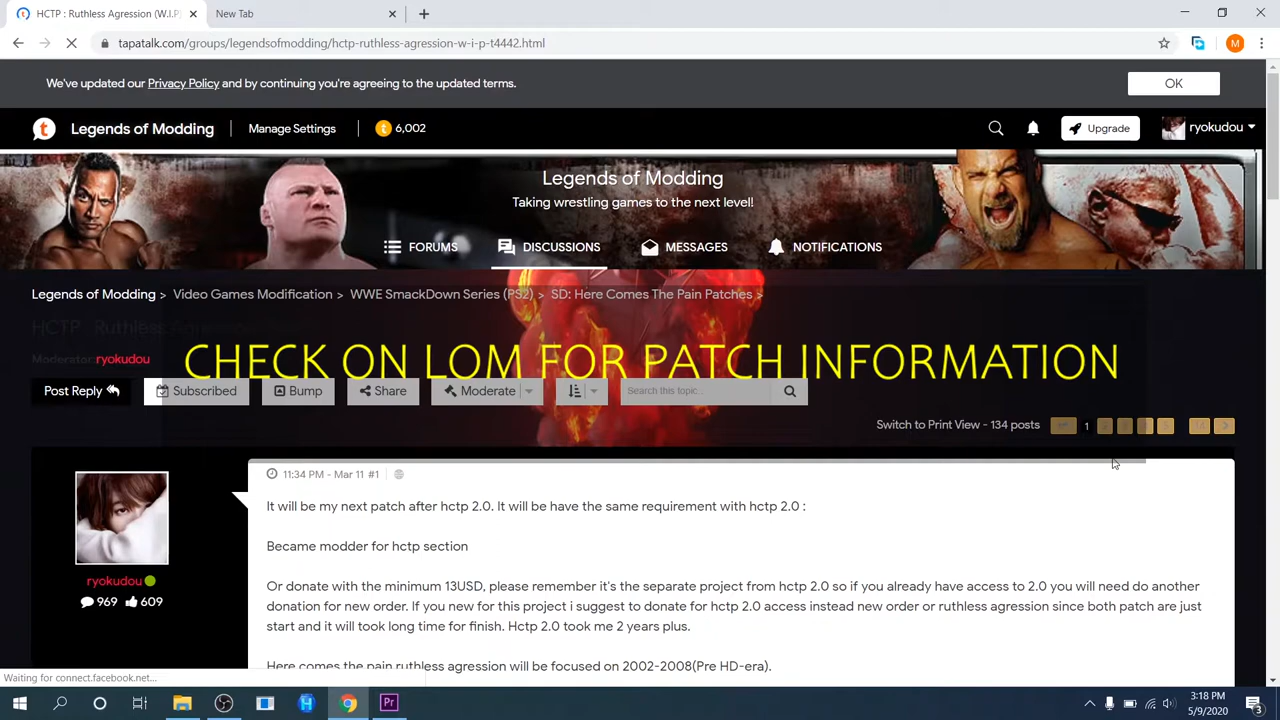 HCTP : Ruthless Agression (W.I.P)
New Tab
tapatalk.com/groups/legendsofmodding/hctp-ruthless-agression-w-i-p-t4442.html
M
We've updated our Privacy Policy and by continuing you're agreeing to the updated terms.
OK
Legends of Modding
Manage Settings
6,002
Upgrade
ryokudou
Legends of Modding
Taking wrestling games to the next level!
FORUMS
DISCUSSIONS
MESSAGES
NOTIFICATIONS
Legends of Modding > Video Games Modification > WWE SmackDown Series (PS2) > SD: Here Comes The Pain Patches >
HCTP : Ruthless Agression
Moderator:ryokudou
CHECK ON LOM FOR PATCH INFORMATION
Post Reply
Subscribed
Bump
Share
Moderate
Search this topic...
Switch to Print View - 134 posts
1
5
11:34 PM - Mar 11 #1
It will be my next patch after hctp 2.0. It will be have the same requirement with hctp 2.0 :
Became modder for hctp section
Or donate with the minimum 13USD, please remember it's the separate project from hctp 2.0 so if you already have access to 2.0 you will need do another
donation for new order. If you new for this project i suggest to donate for hctp 2.0 access instead new order or ruthless agression since both patch are just
start and it will took long time for finish. Hctp 2.0 took me 2 years plus.
Here comes the pain ruthless agression will be focused on 2002-2008(Pre HD-era).
ryokudou
969
609
Waiting for connect.facebook.net...
Pr
3:18 PM
5/9/2020
3